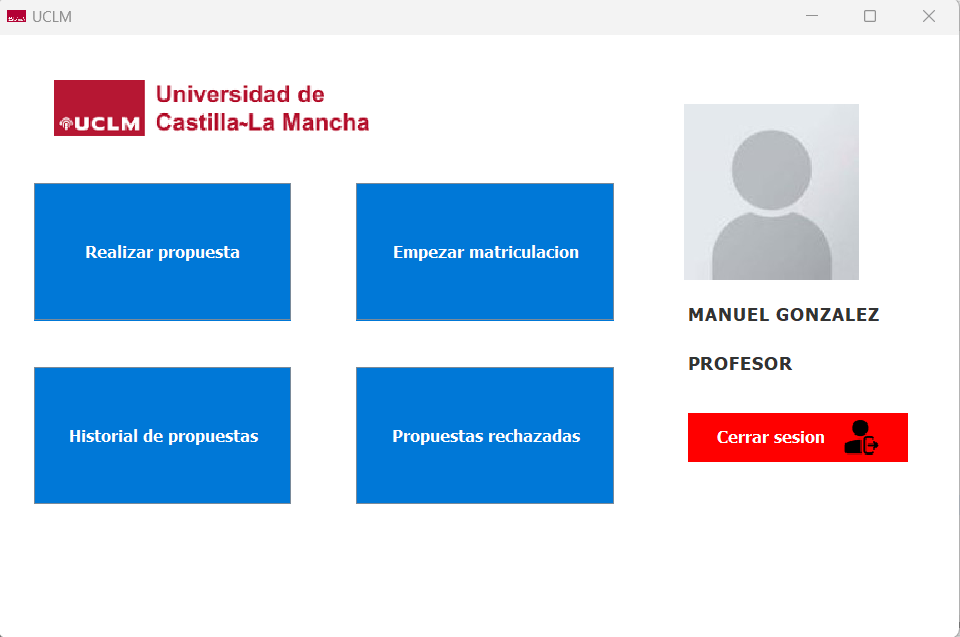 UCLM
UCLM
Universidad de
Castilla~La Mancha
Realizar propuesta
Empezar matriculacion
Historial de propuestas
Propuestas rechazadas
MANUEL GONZALEZ
PROFESOR
Cerrar sesion